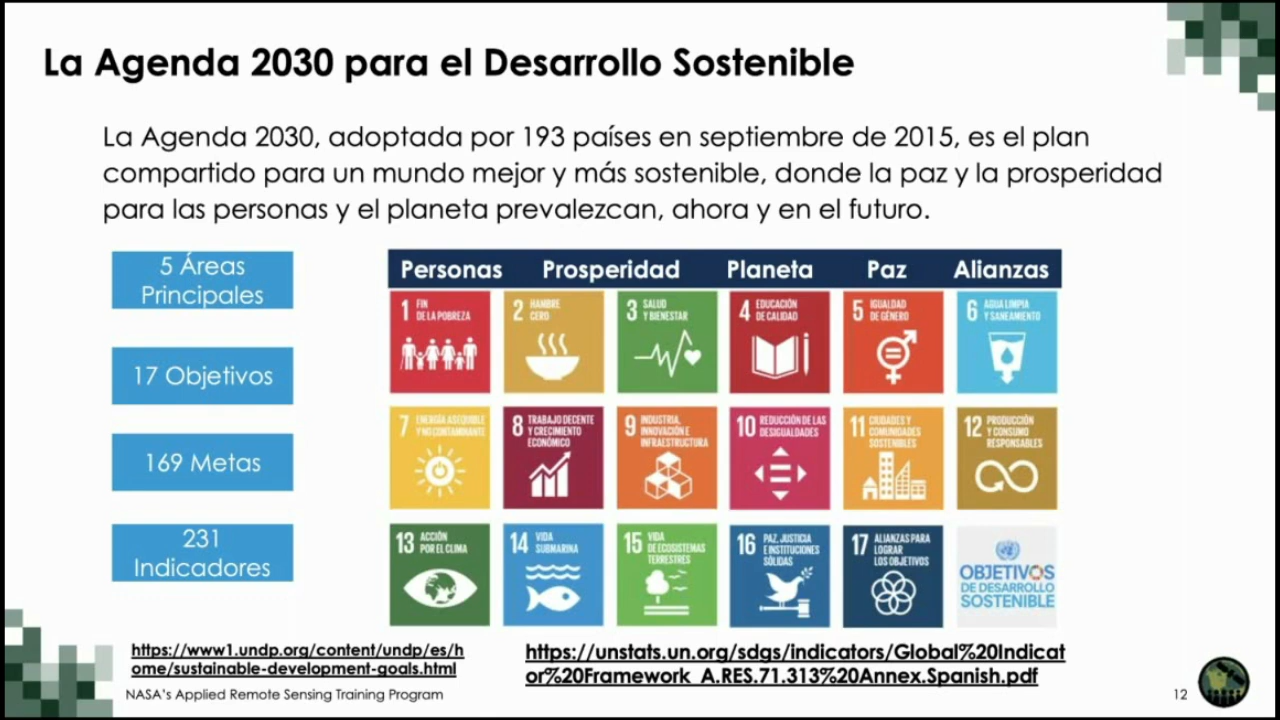 La Agenda 2030 para el Desarrollo Sostenible
La Agenda 2030, adoptada por 193 países en septiembre de 2015, es el plan
compartido para un mundo mejor y más sostenible, donde la paz y la prosperidad
para las personas y el planeta prevalezcan, ahora y en el futuro.
5 Áreas
Principales
17 Objetivos
169 Metas
231
Indicadores
Personas Prosperidad Planeta Paz Alianzas
1 FIN
DE LA POBREZA
2 HAMBRE
CERO
3 SALUD
Y BIENESTAR
4 EDUCACIÓN
DE CALIDAD
5 IGUALDAD
DE GÉNERO
6 AGUA LIMPIA
Y SANEAMIENTO
7 ENERGÍA ASEQUIBLE
Y NO CONTAMINANTE
8 TRABAJO DECENTE
Y CRECIMIENTO
ECONÓMICO
9 INDUSTRIA,
INNOVACIÓN E
INFRAESTRUCTURA
10 REDUCCIÓN DE LAS
DESIGUALDADES
11 CIUDADES Y
COMUNIDADES
SOSTENIBLES
12 PRODUCCIÓN
Y CONSUMO
RESPONSABLES
13 ACCIÓN
POR EL CLIMA
14 VIDA
SUBMARINA
15 VIDA
DE ECOSISTEMAS
TERRESTRES
16 PAZ, JUSTICIA
E INSTITUCIONES
SÓLIDAS
17 ALIANZAS PARA
LOGRAR
LOS OBJETIVOS
OBJETIVOS
DE DESARROLLO
SOSTENIBLE
https://www1.undp.org/content/undp/es/h
ome/sustainable-development-goals.html
https://unstats.un.org/sdgs/indicators/Global%20Indicat
or%20Framework_A.RES.71.313%20Annex.Spanish.pdf
NASA's Applied Remote Sensing Training Program
12